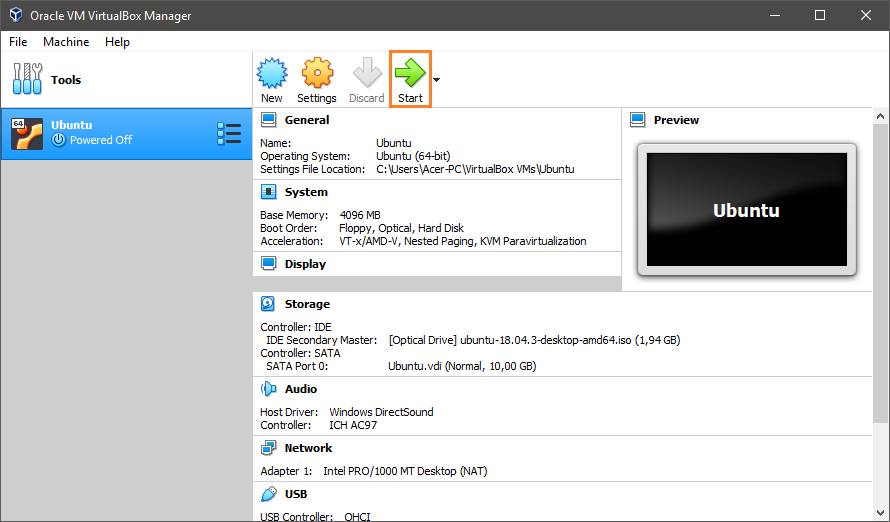 Oracle VM VirtualBox Manager
File Machine Help
Tools
New Settings Discard Start
64
Ubuntu
Powered Off
General
Name: Ubuntu
Operating System: Ubuntu (64-bit)
Settings File Location: C:\Users\Acer-PC\VirtualBox VMs\Ubuntu
System
Base Memory: 4096 MB
Boot Order: Floppy, Optical, Hard Disk
Acceleration: VT-x/AMD-V, Nested Paging, KVM Paravirtualization
Display
Preview
Ubuntu
Storage
Controller: IDE
IDE Secondary Master: [Optical Drive] ubuntu-18.04.3-desktop-amd64.iso (1,94 GB)
Controller: SATA
SATA Port 0: Ubuntu.vdi (Normal, 10,00 GB)
Audio
Host Driver: Windows DirectSound
Controller: ICH AC97
Network
Adapter 1: Intel PRO/1000 MT Desktop (NAT)
USB
USB Controller: OHCI